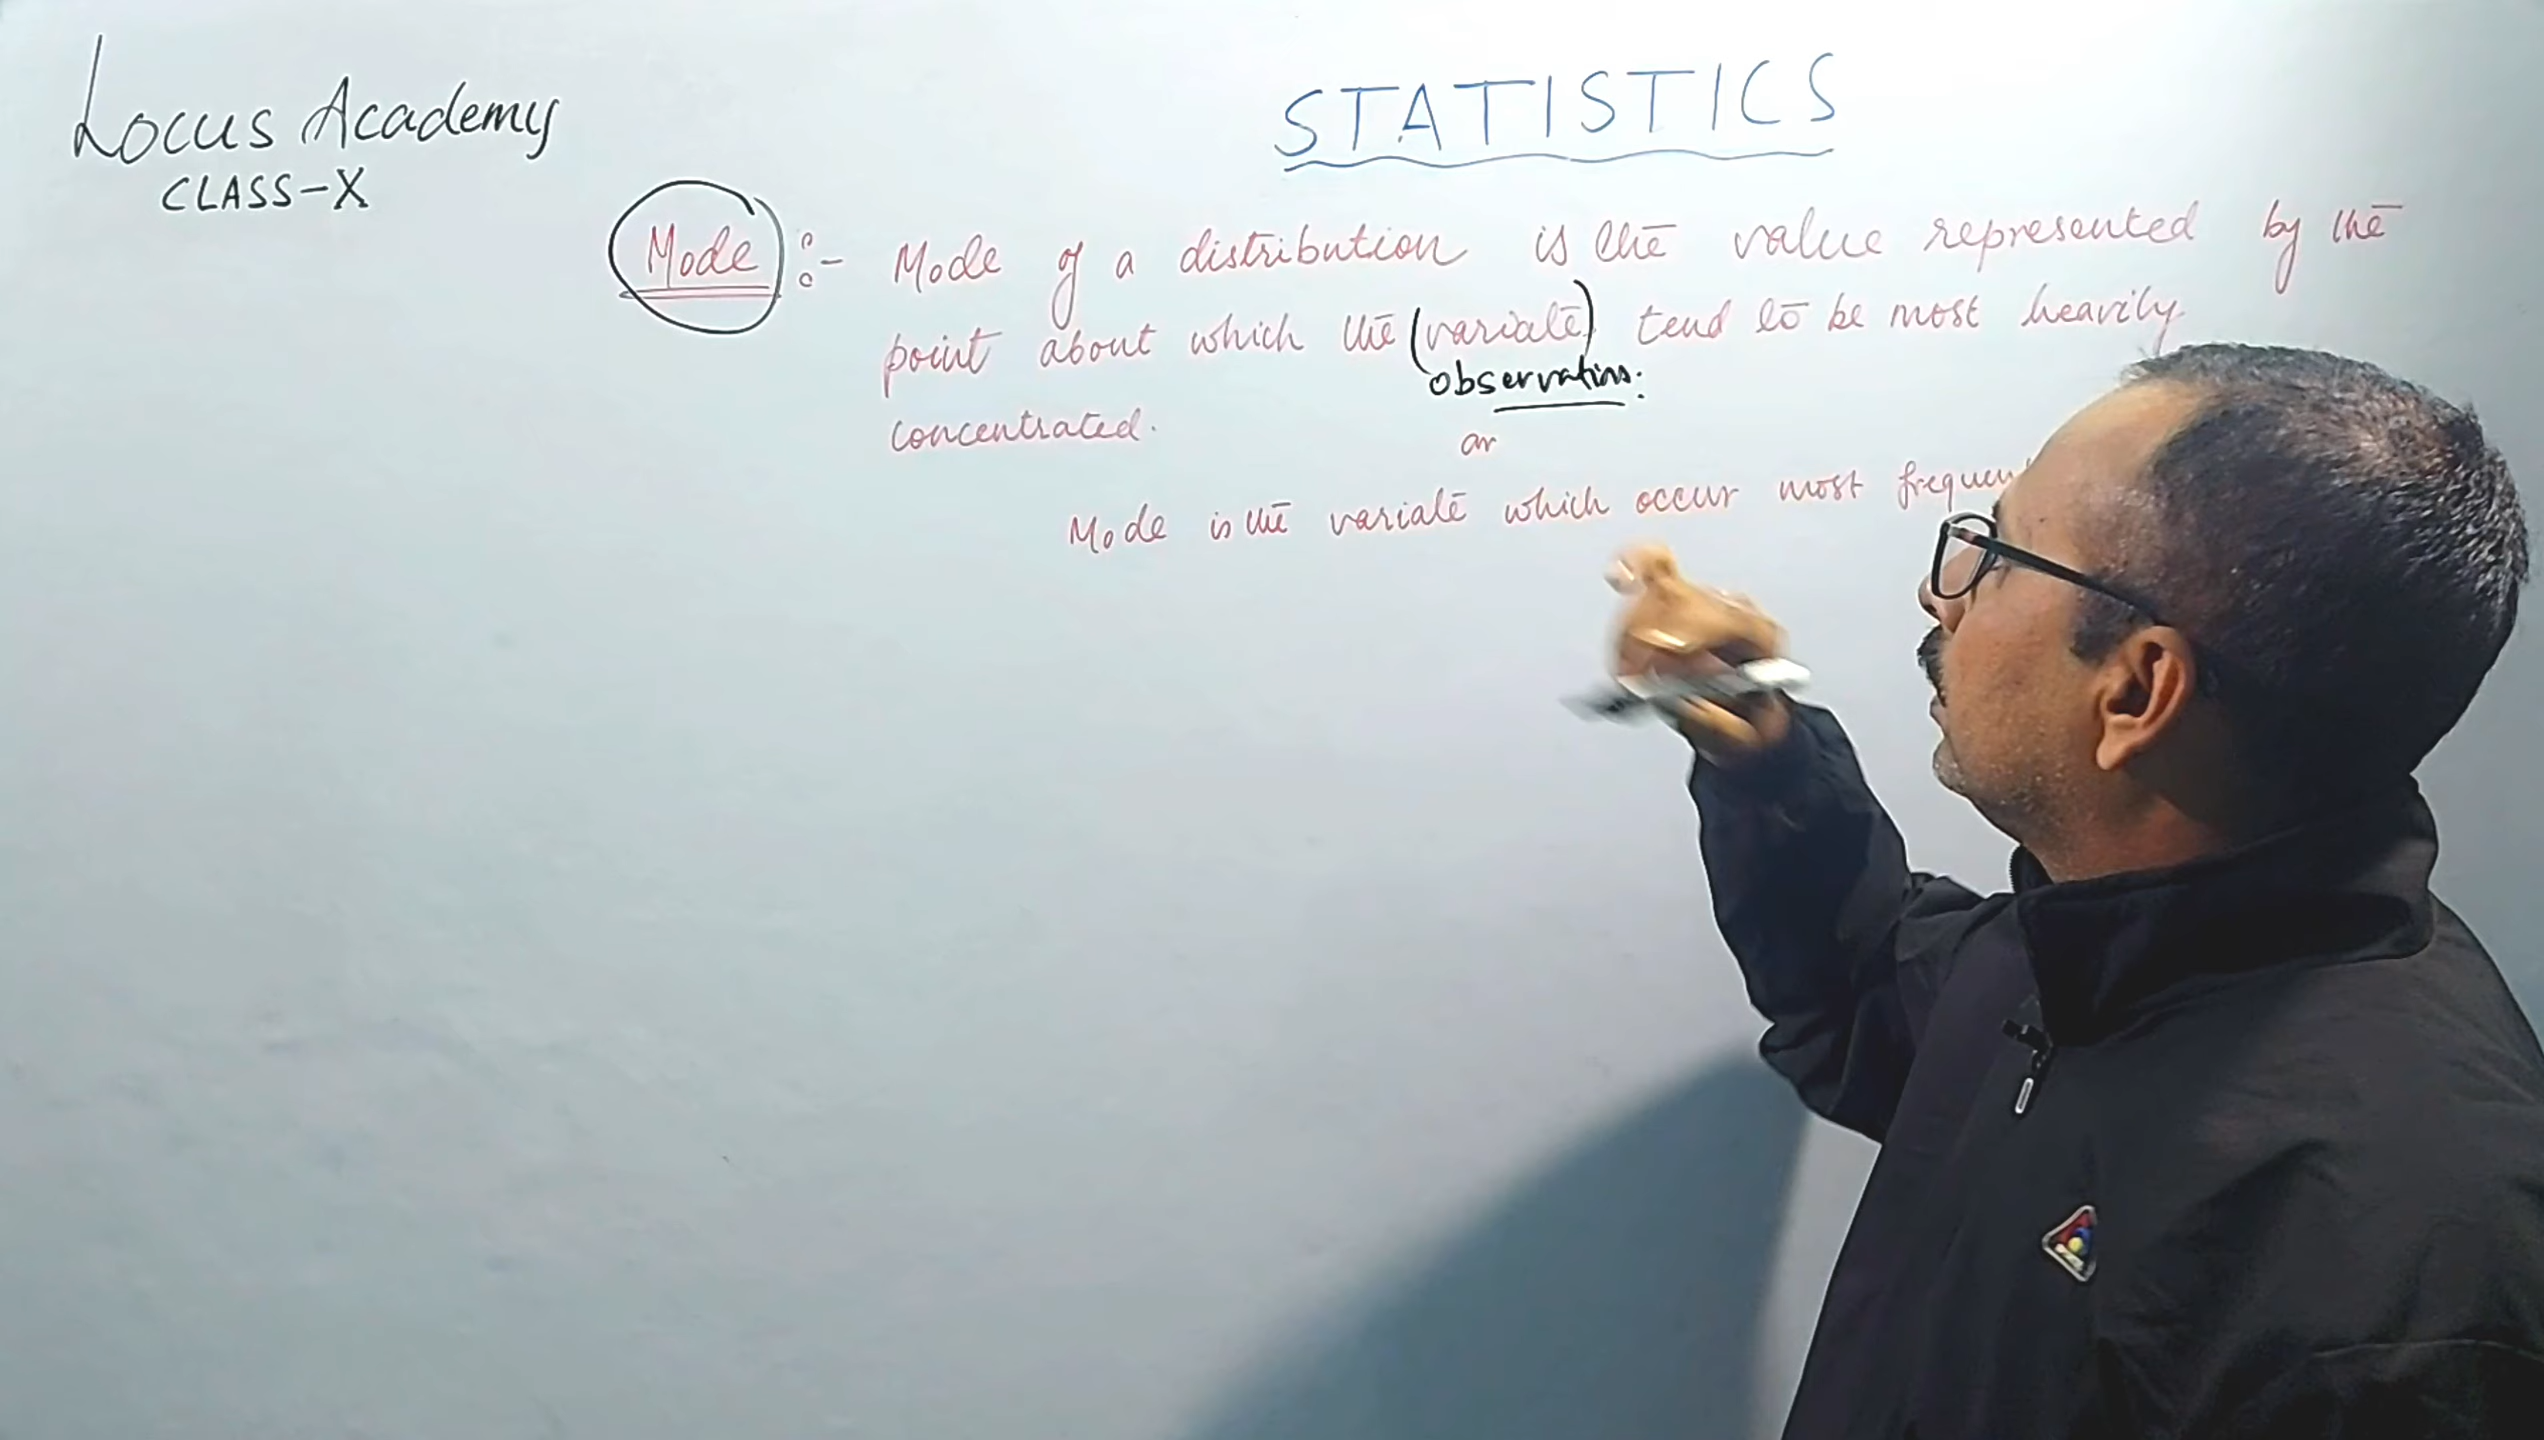 Locus Academy
CLASS-X
STATISTICS
Mode :- Mode of a distribution is the value represented by the
point about which the (variate) tend to be most heavily
observations.
concentrated.
or
Mode is the variate which occur most frequen